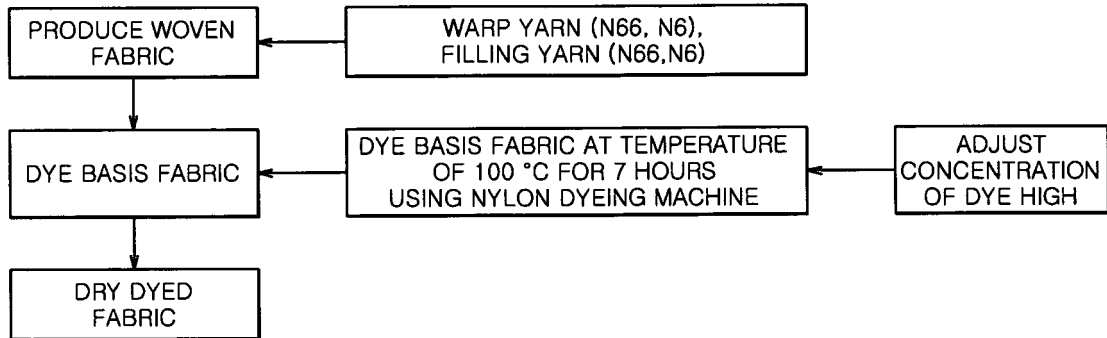 PRODUCE WOVEN
FABRIC
WARP YARN (N66, N6),
FILLING YARN (N66,N6)
DYE BASIS FABRIC
DYE BASIS FABRIC AT TEMPERATURE
OF 100 °C FOR 7 HOURS
USING NYLON DYEING MACHINE
ADJUST
CONCENTRATION
OF DYE HIGH
DRY DYED
FABRIC